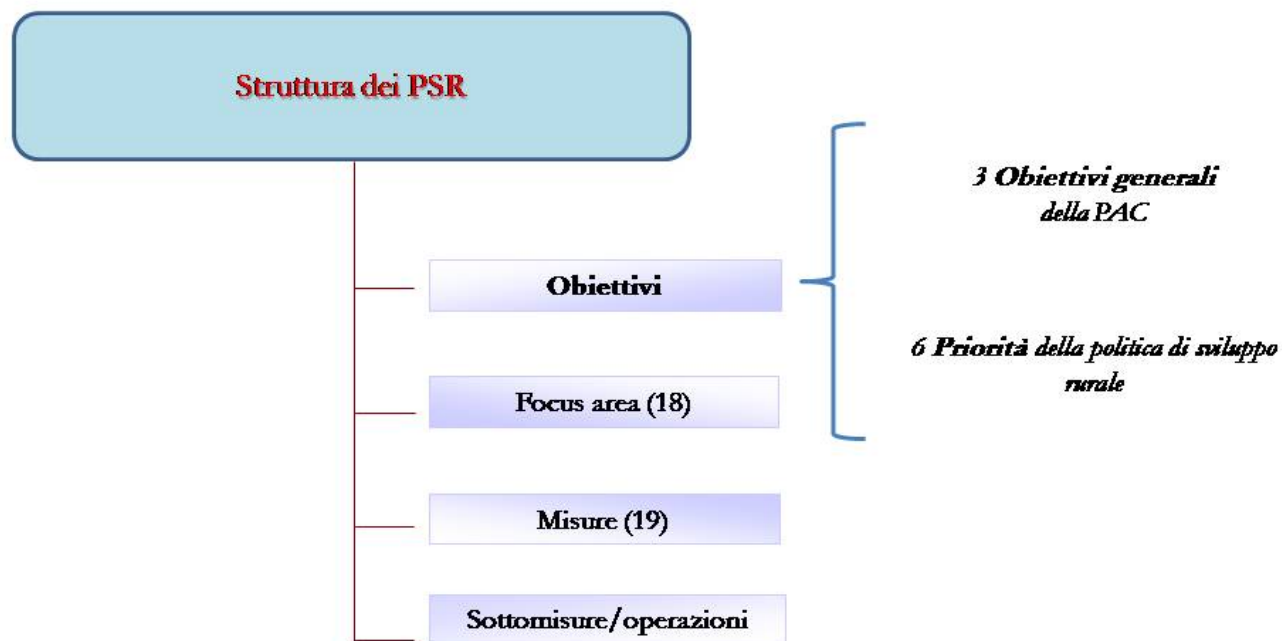 Struttura dei PSR
3 Obiettivi generali
della PAC
Obiettivi
6 Priorità della politica di sviluppo
rurale
Focus area (18)
Misure (19)
Sottomisure/operazioni